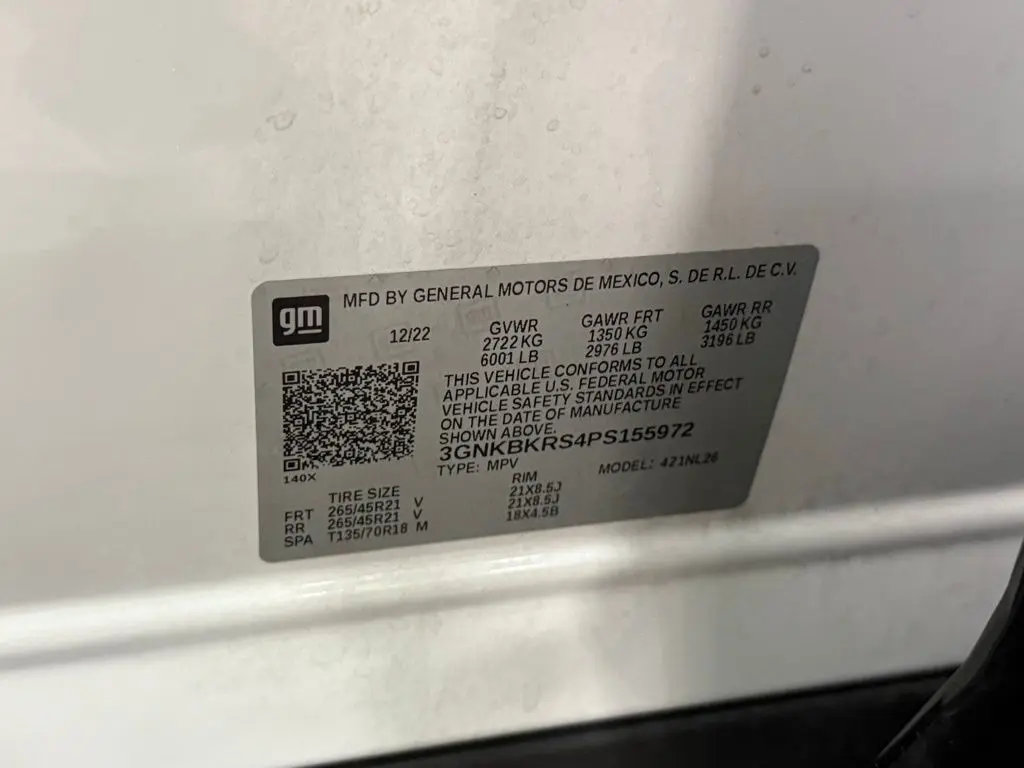 gm
MFD BY GENERAL MOTORS DE MEXICO, S. DE R.L. DE C.V.
12/22 GVWR GAWR FRT GAWR RR
2722 KG 1350 KG 1450 KG
6001 LB 2976 LB 3196 LB
THIS VEHICLE CONFORMS TO ALL
APPLICABLE U.S. FEDERAL MOTOR
VEHICLE SAFETY STANDARDS IN EFFECT
ON THE DATE OF MANUFACTURE
SHOWN ABOVE.
3GNKBKRS4PS155972
TYPE: MPV MODEL: 421NL26
140X
TIRE SIZE RIM
FRT 265/45R21 V 21X8.5J
RR 265/45R21 V 21X8.5J
SPA T135/70R18 M 18X4.5B